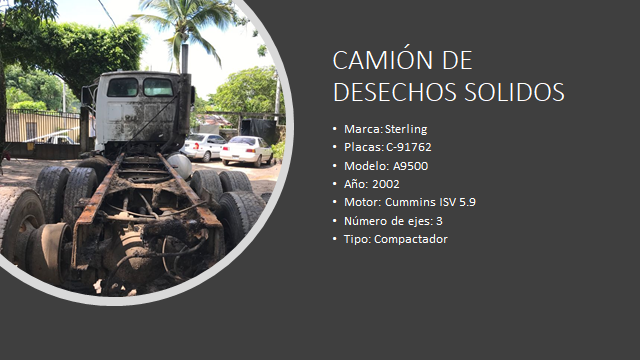 CAMIÓN DE
DESECHOS SOLIDOS
• Marca: Sterling
• Placas: C-91762
• Modelo: A9500
• Año: 2002
• Motor: Cummins ISV 5.9
• Número de ejes: 3
• Tipo: Compactador